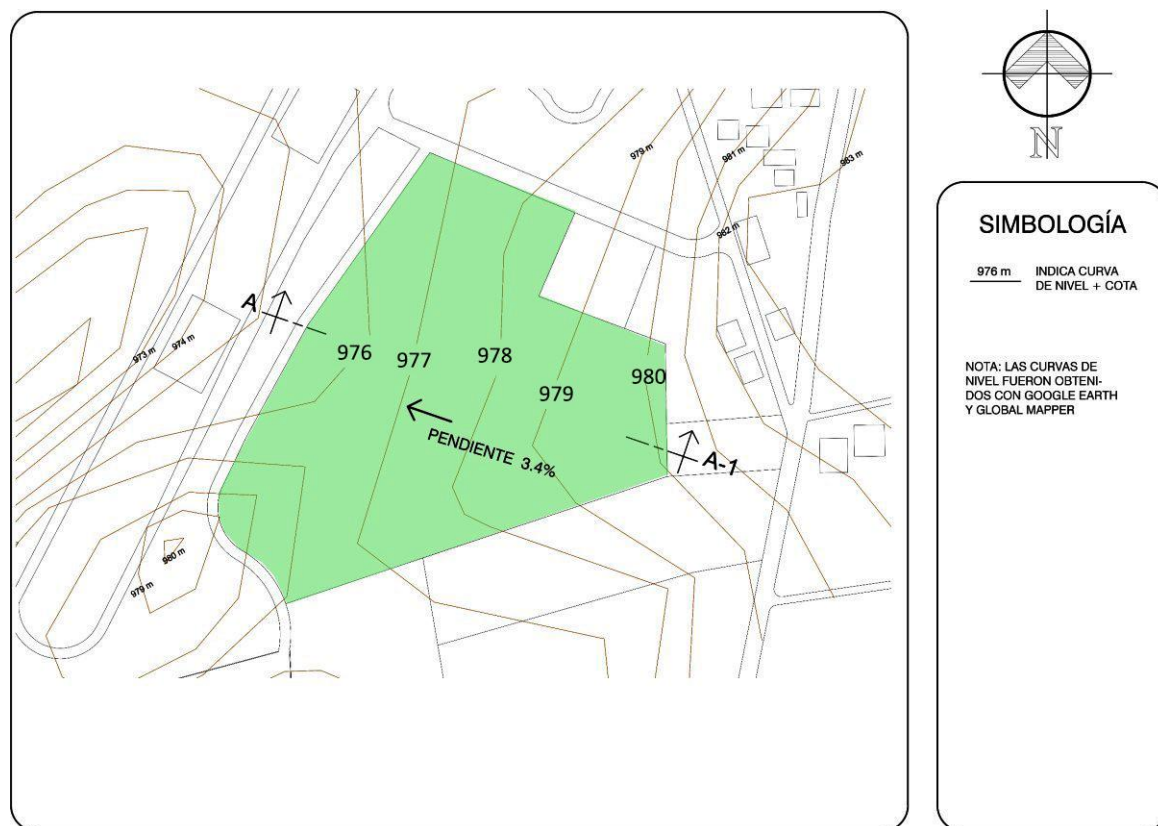 979 m
981 m
983 m
982 m
A
976
977
978
979
980
973 m
974 m
PENDIENTE 3.4%
A-1
980 m
979 m
N
SIMBOLOGÍA
976 m INDICA CURVA
DE NIVEL + COTA
NOTA: LAS CURVAS DE
NIVEL FUERON OBTENI-
DOS CON GOOGLE EARTH
Y GLOBAL MAPPER